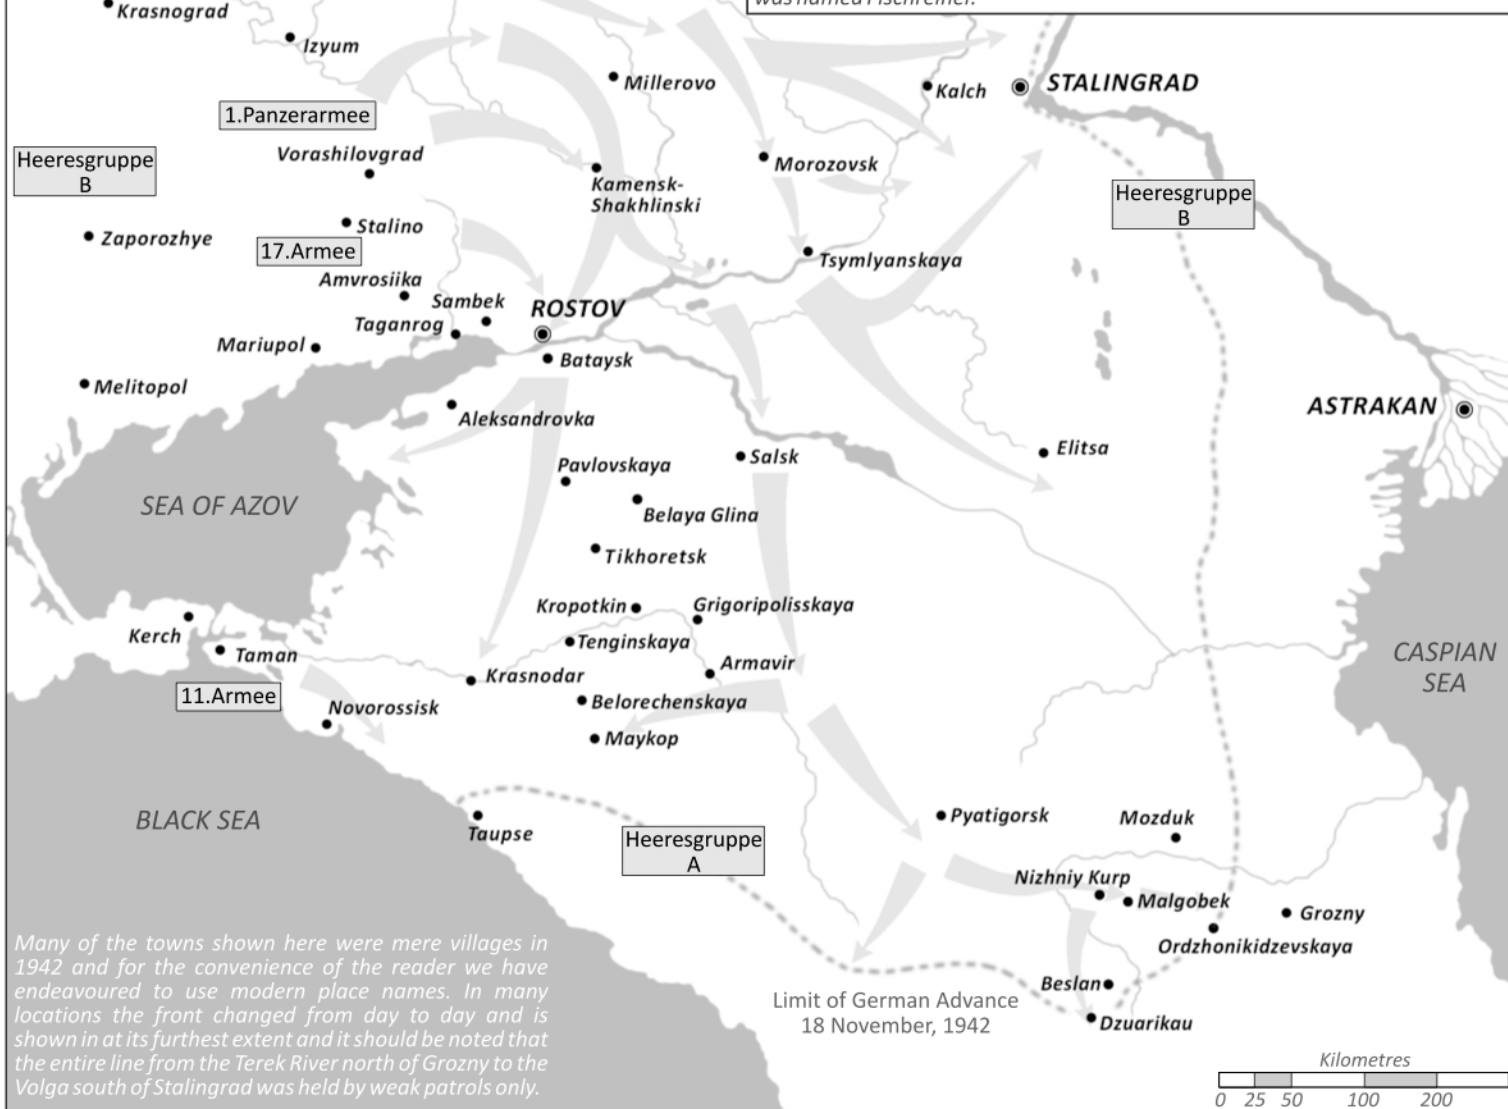 was named Fischreiher.
Krasnograd
Izyum
Millerovo
Kalch
STALINGRAD
1.Panzerarmee
Vorashilovgrad
Morozovsk
Heeresgruppe
B
Kamensk-
Shakhlinski
Heeresgruppe
B
Zaporozhye
Stalino
17.Armee
Tsymlyanskaya
Amvrosiika
Sambek
ROSTOV
Taganrog
Mariupol
Bataysk
Melitopol
Aleksandrovka
ASTRAKAN
Elitsa
Salsk
Pavlovskaya
SEA OF AZOV
Belaya Glina
Tikhoretsk
Kropotkin
Grigoripolisskaya
Kerch
Tenginskaya
Taman
Armavir
CASPIAN
SEA
Krasnodar
11.Armee
Belorechenskaya
Novorossisk
Maykop
BLACK SEA
Pyatigorsk
Mozduk
Taupse
Heeresgruppe
A
Nizhniy Kurp
Malgobek
Grozny
Ordzhonikidzevskaya
Beslan
Dzuarikau
Limit of German Advance
18 November, 1942
Many of the towns shown here were mere villages in
1942 and for the convenience of the reader we have
endeavoured to use modern place names. In many
locations the front changed from day to day and is
shown in at its furthest extent and it should be noted that
the entire line from the Terek River north of Grozny to the
Volga south of Stalingrad was held by weak patrols only.
Kilometres
0 25 50 100 200